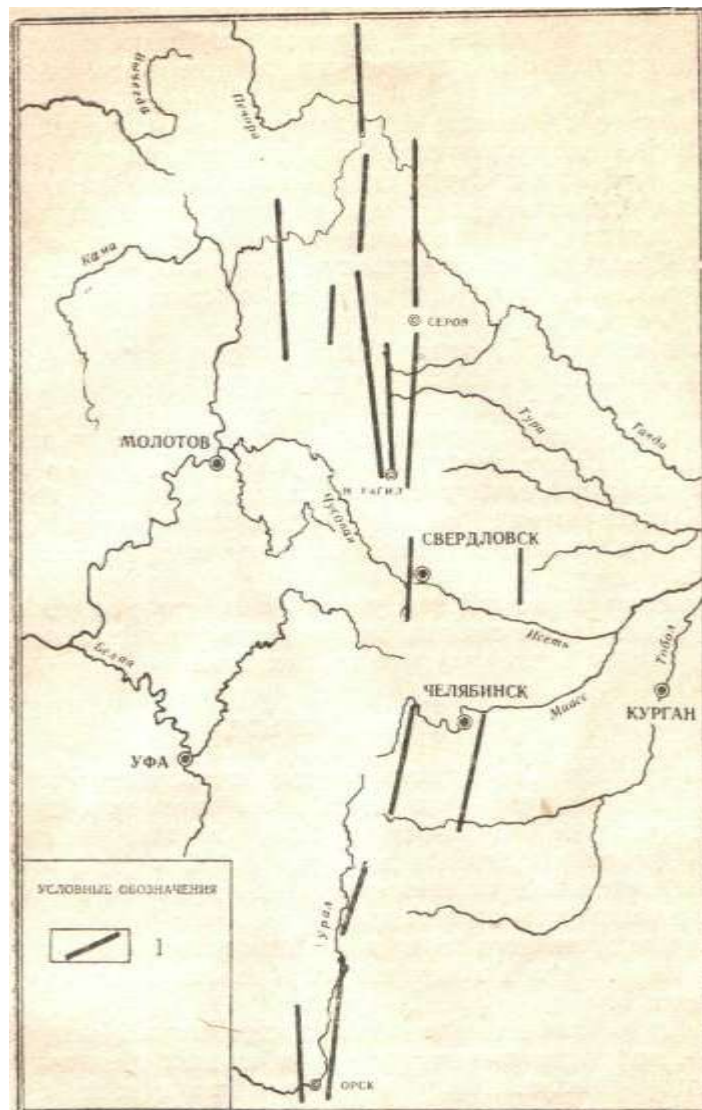 Вычегда
Печора
Кама
СЕРОВ
Тура
Тавда
МОЛОТОВ
Н. ТАГИЛ
Чусовая
СВЕРДЛОВСК
Исеть
Тобол
Белая
ЧЕЛЯБИНСК
Миасс
КУРГАН
УФА
УСЛОВНЫЕ ОБОЗНАЧЕНИЯ
1
Урал
ОРСК